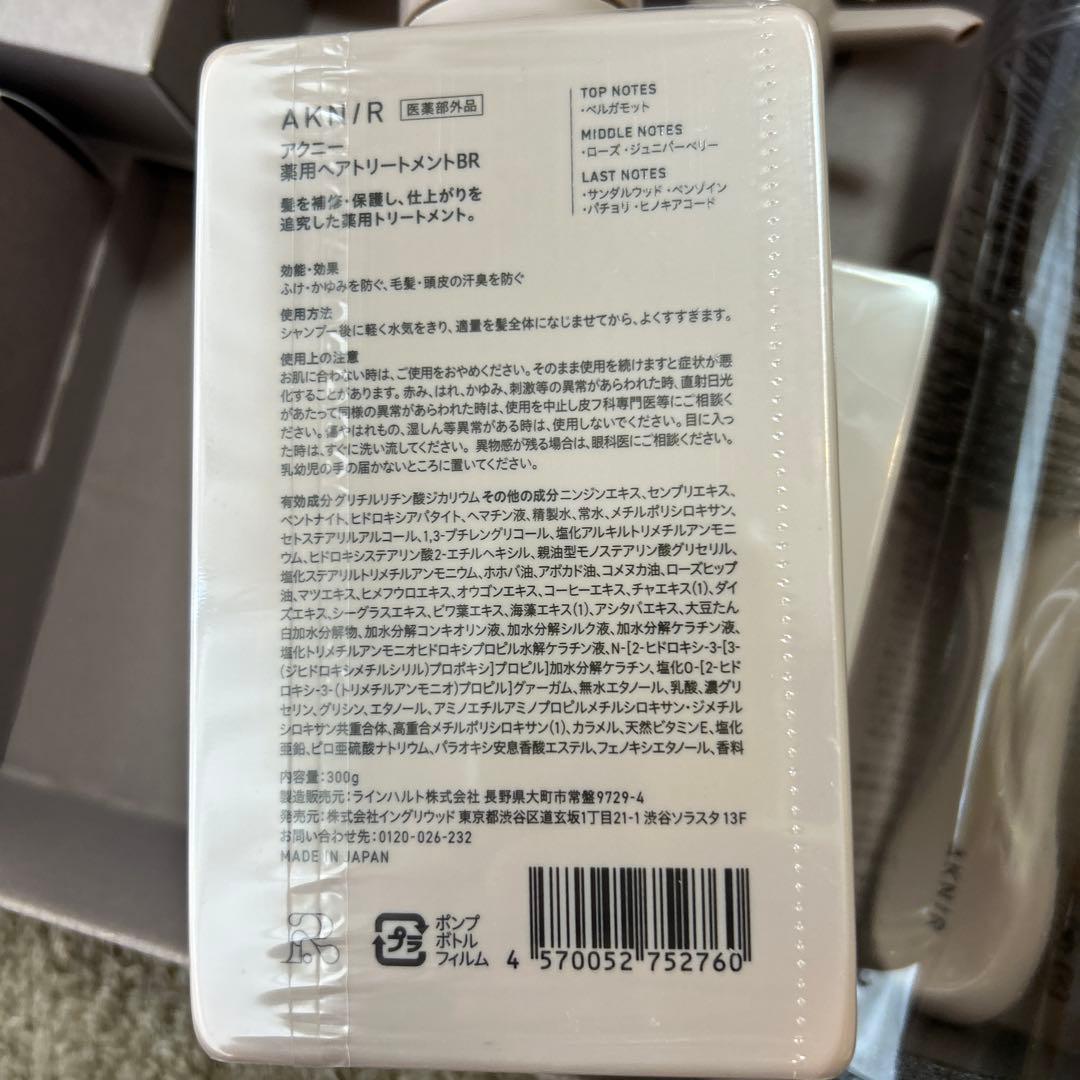 AKN/R 医薬部外品
アクニー
薬用ヘアトリートメントBR
髪を補修・保護し、仕上がりを
追究した薬用トリートメント。
TOP NOTES
・ベルガモット
MIDDLE NOTES
・ローズ・ジュニパーベリー
LAST NOTES
・サンダルウッド・ベンゾイン
・パチョリ・ヒノキアコード
効能・効果
ふけ・かゆみを防ぐ、毛髪・頭皮の汗臭を防ぐ
使用方法
シャンプー後に軽く水気をきり、適量を髪全体になじませてから、よくすすぎます。
使用上の注意
お肌に合わない時は、ご使用をおやめください。そのまま使用を続けますと症状が悪
化することがあります。赤み、はれ、かゆみ、刺激等の異常があらわれた時、直射日光
があたって同様の異常があらわれた時は、使用を中止し皮フ科専門医等にご相談く
ださい。傷やはれもの、湿しん等異常がある時は、使用しないでください。目に入っ
た時は、すぐに洗い流してください。異物感が残る場合は、眼科医にご相談ください。
乳幼児の手の届かないところに置いてください。
有効成分グリチルリチン酸ジカリウム その他の成分 ニンジンエキス、センブリエキス、
ベントナイト、ヒドロキシアパタイト、ヘマチン液、精製水、常水、メチルポリシロキサン、
セトステアリルアルコール、1,3-ブチレングリコール、塩化アルキルトリメチルアンモニ
ウム、ヒドロキシステアリン酸2-エチルヘキシル、親油型モノステアリン酸グリセリル、
塩化ステアリルトリメチルアンモニウム、ホホバ油、アボカド油、コメヌカ油、ローズヒップ
油、マツエキス、ヒメフウロエキス、オウゴンエキス、コーヒーエキス、チャエキス(1)、ダイ
ズエキス、シーグラスエキス、ビワ葉エキス、海藻エキス(1)、アシタバエキス、大豆たん
白加水分解物、加水分解コンキオリン液、加水分解シルク液、加水分解ケラチン液、
塩化トリメチルアンモニオヒドロキシプロピル水解ケラチン液、N-[2-ヒドロキシ-3-[3-
(ジヒドロキシメチルシリル)プロポキシ]プロピル]加水分解ケラチン、塩化O-[2-ヒド
ロキシ-3-(トリメチルアンモニオ)プロピル]グァーガム、無水エタノール、乳酸、濃グリ
セリン、グリシン、エタノール、アミノエチルアミノプロピルメチルシロキサン・ジメチル
シロキサン共重合体、高重合メチルポリシロキサン(1)、カラメル、天然ビタミンE、塩化
亜鉛、ピロ亜硫酸ナトリウム、パラオキシ安息香酸エステル、フェノキシエタノール、香料
内容量:300g
製造販売元:ラインハルト株式会社 長野県大町市常盤9729-4
発売元:株式会社イングリウッド 東京都渋谷区道玄坂1丁目21-1 渋谷ソラスタ 13F
お問い合わせ先:0120-026-232
MADE IN JAPAN
プラ
ポンプ
ボトル
フィルム
4 570052 752760
AKN/R